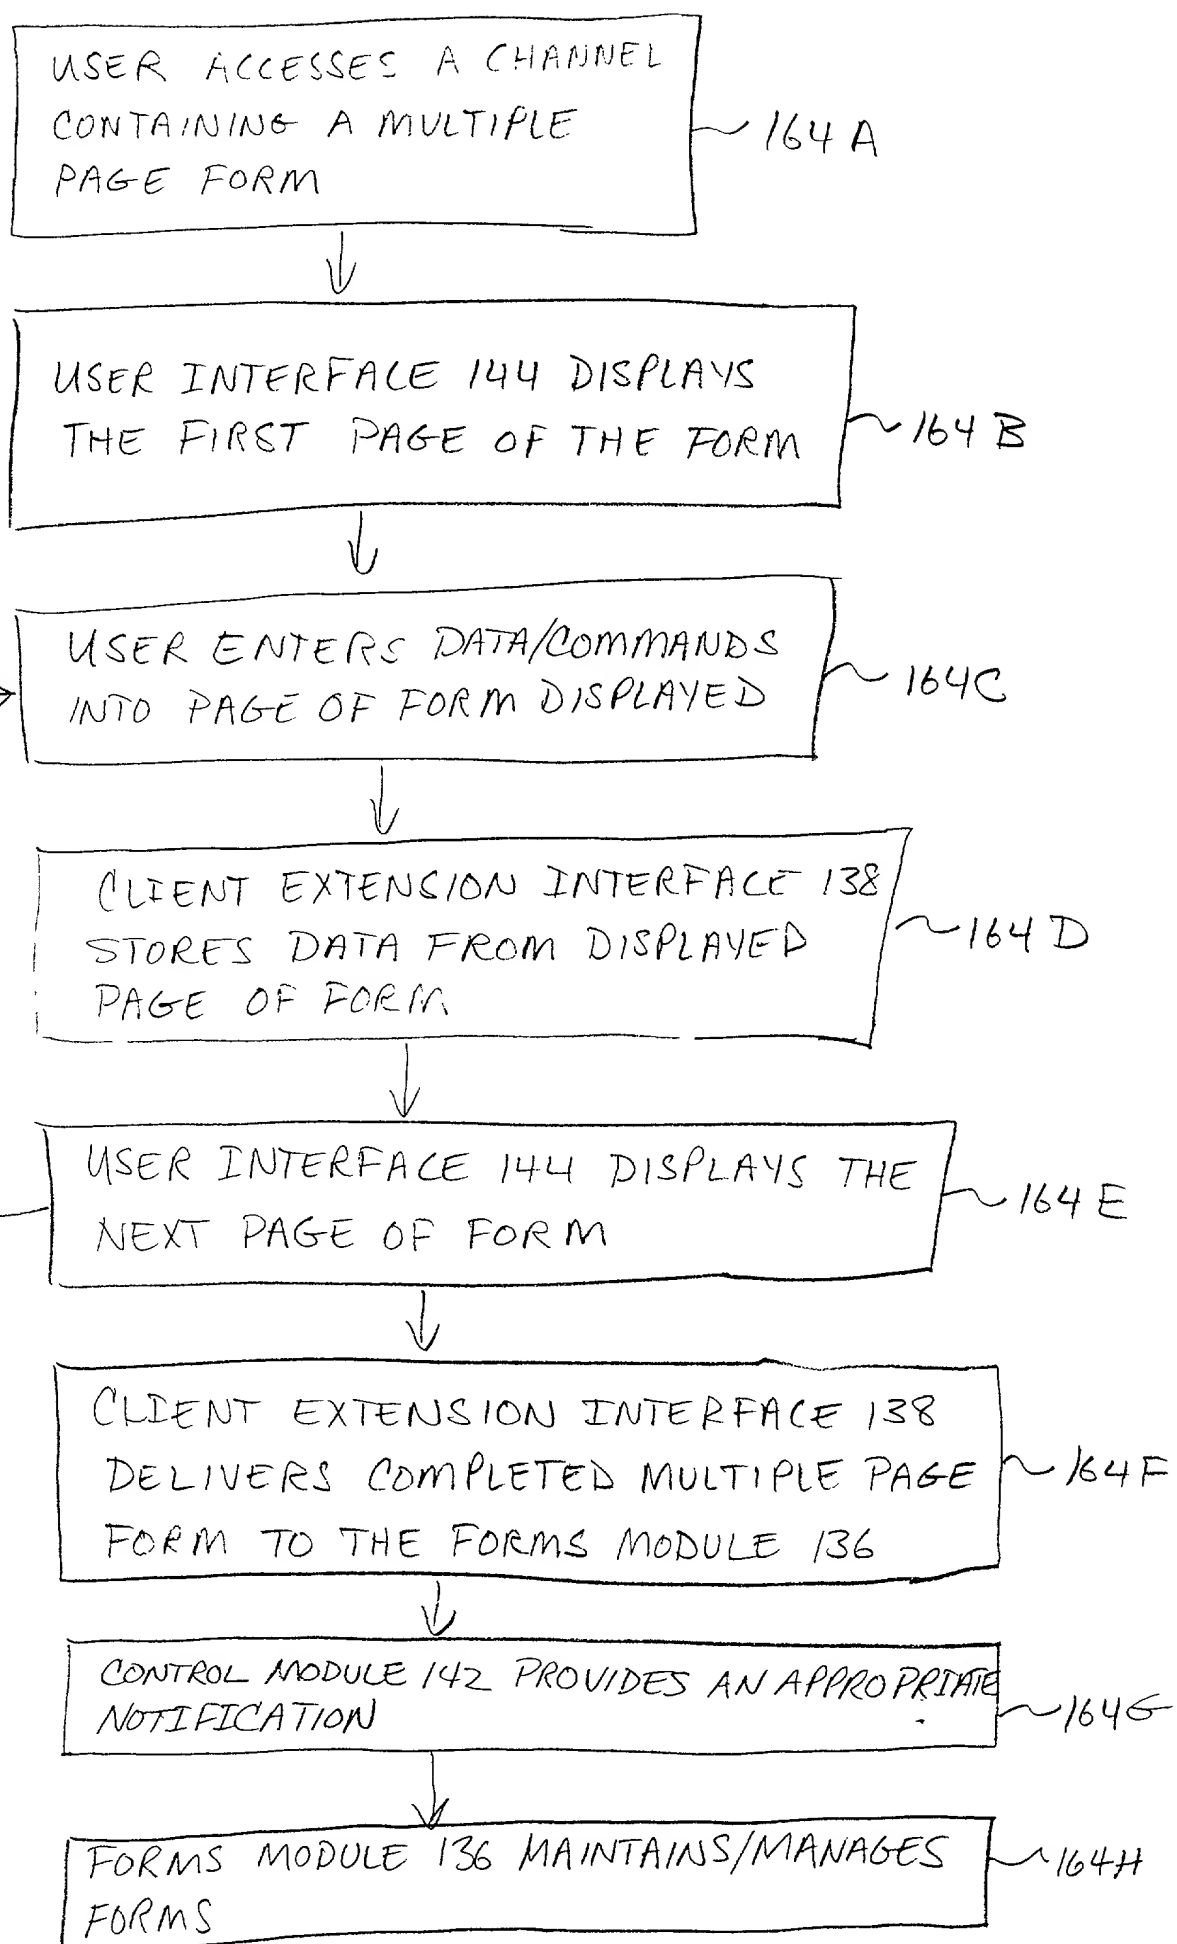 USER ACCESSES A CHANNEL
CONTAINING A MULTIPLE
PAGE FORM
164A
USER INTERFACE 144 DISPLAYS
THE FIRST PAGE OF THE FORM
164B
USER ENTERS DATA/COMMANDS
INTO PAGE OF FORM DISPLAYED
164C
CLIENT EXTENSION INTERFACE 138
STORES DATA FROM DISPLAYED
PAGE OF FORM
164D
USER INTERFACE 144 DISPLAYS THE
NEXT PAGE OF FORM
164E
CLIENT EXTENSION INTERFACE 138
DELIVERS COMPLETED MULTIPLE PAGE
FORM TO THE FORMS MODULE 136
164F
CONTROL MODULE 142 PROVIDES AN APPROPRIATE
NOTIFICATION
164G
FORMS MODULE 136 MAINTAINS/MANAGES
FORMS
164H